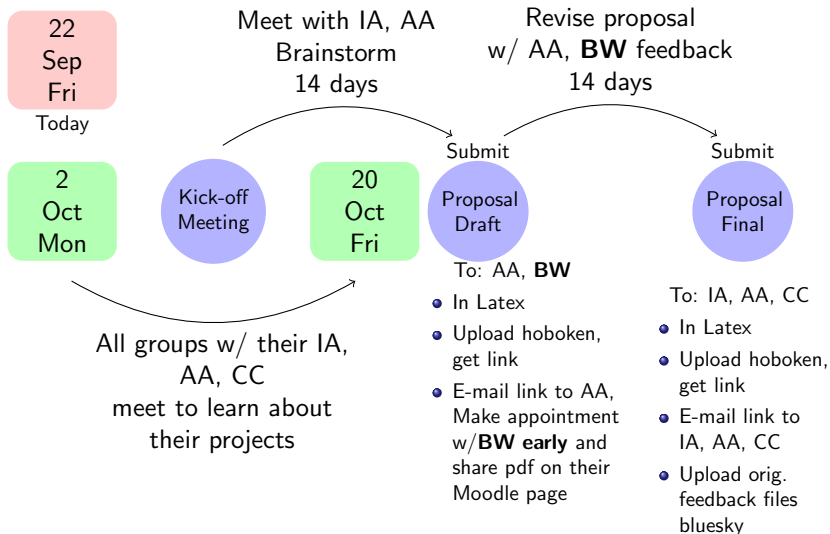 22
Sep
Fri
Today
Meet with IA, AA
Brainstorm
14 days
Revise proposal
w/ AA, BW feedback
14 days
2
Oct
Mon
Kick-off
Meeting
20
Oct
Fri
Submit
Proposal
Draft
Submit
Proposal
Final
All groups w/ their IA,
AA, CC
meet to learn about
their projects
To: AA, BW
In Latex
Upload hoboken,
get link
E-mail link to AA,
Make appointment
w/BW early and
share pdf on their
Moodle page
To: IA, AA, CC
In Latex
Upload hoboken,
get link
E-mail link to
IA, AA, CC
Upload orig.
feedback files
bluesky